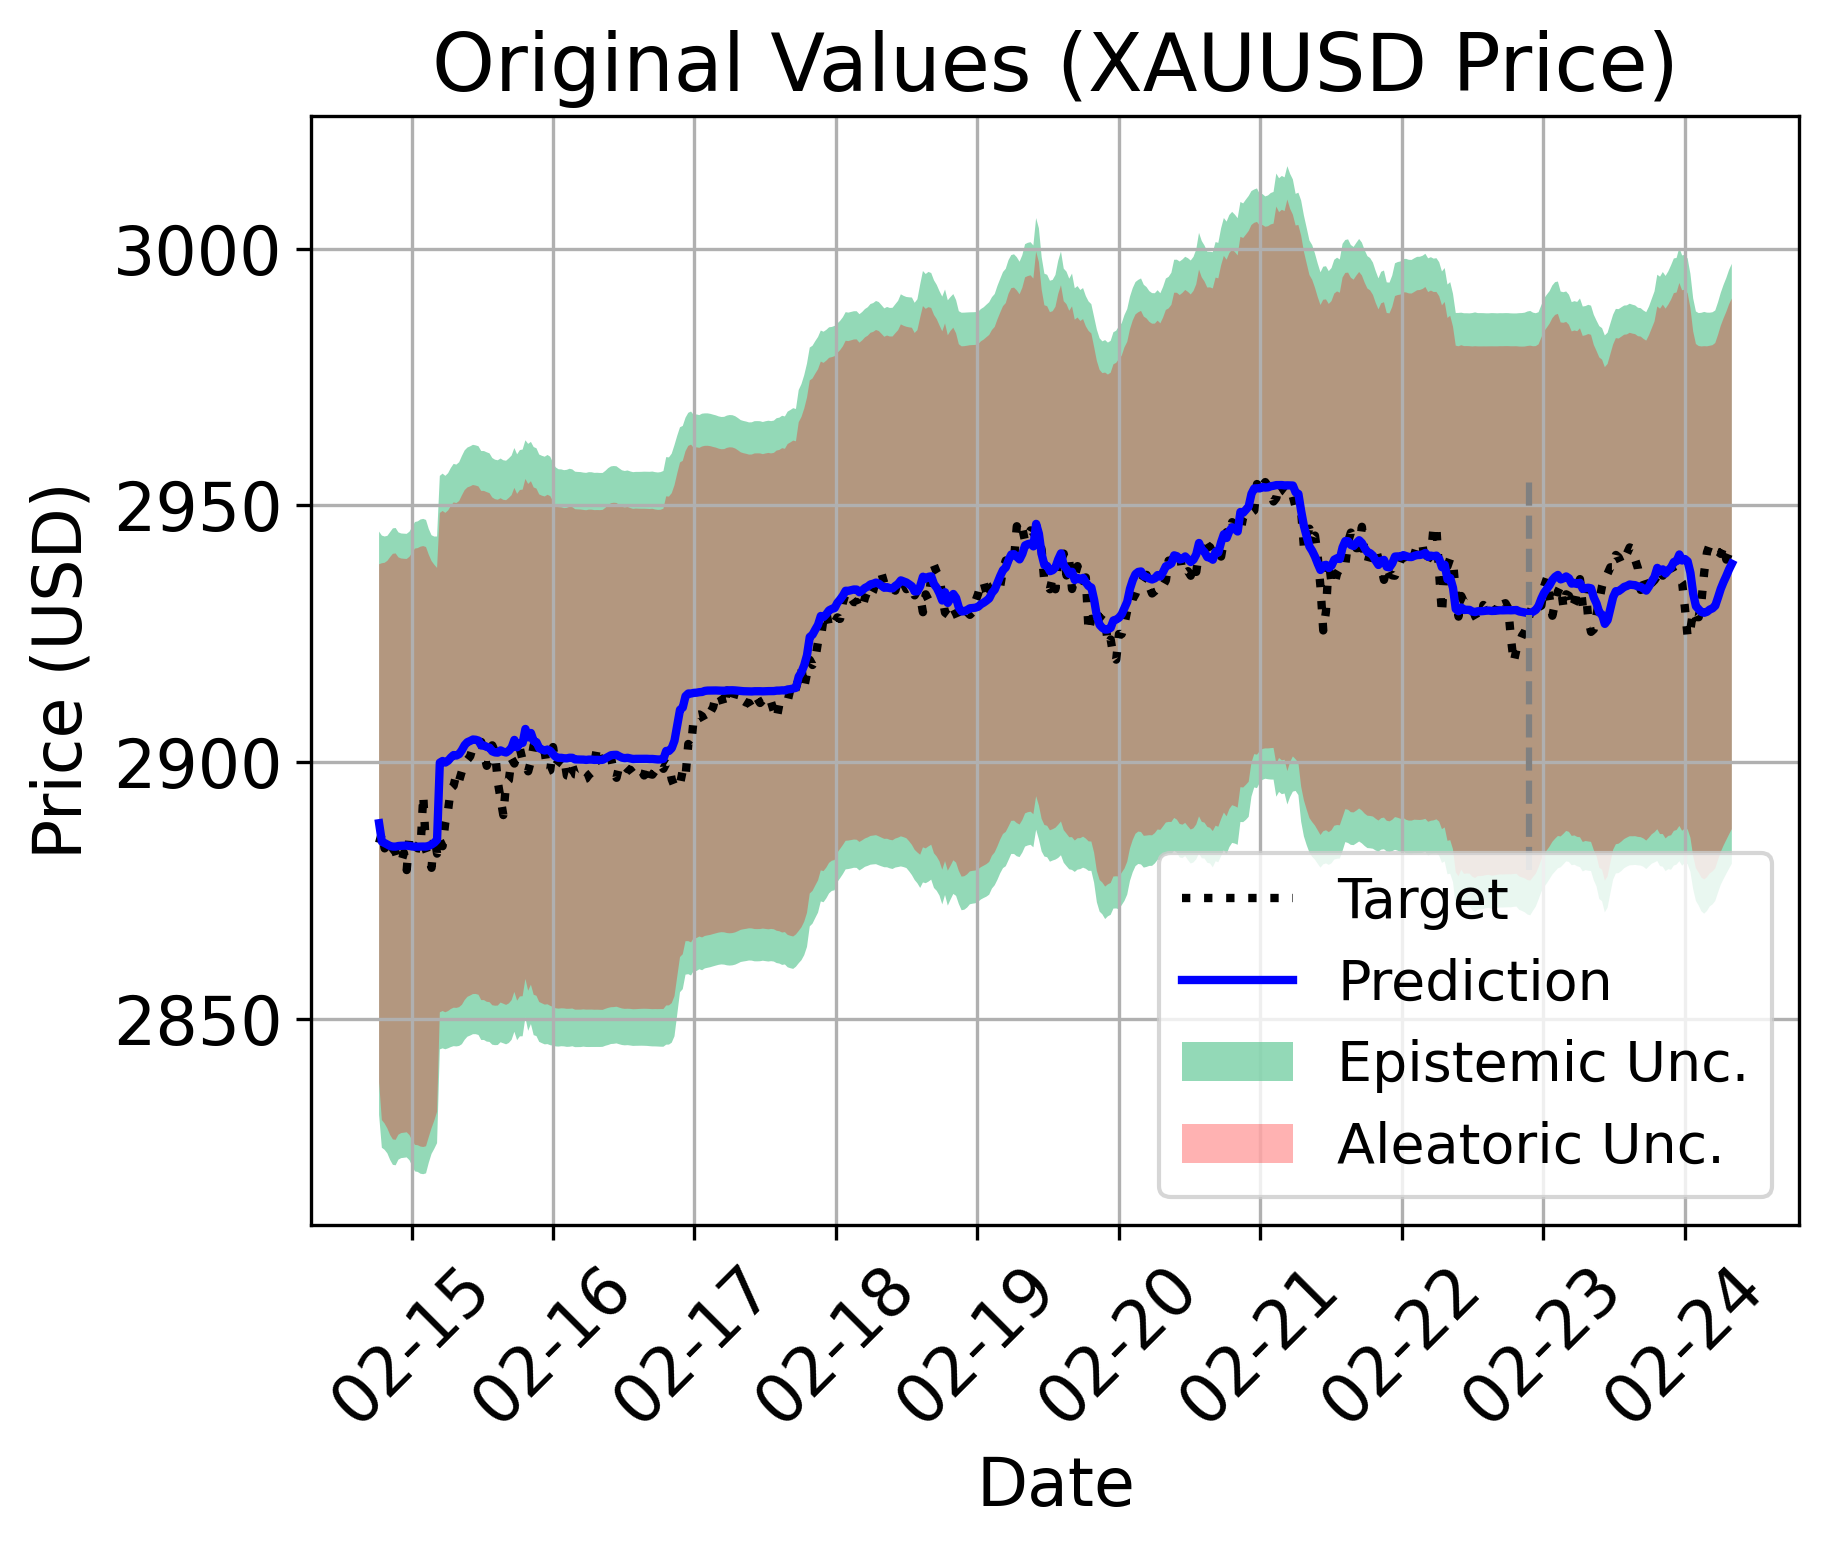 Original Values (XAUUSD Price)
Price (USD)
3000
2950
2900
2850
Target
Prediction
Epistemic Unc.
Aleatoric Unc.
02-15
02-16
02-17
02-18
02-19
02-20
02-21
02-22
02-23
02-24
Date